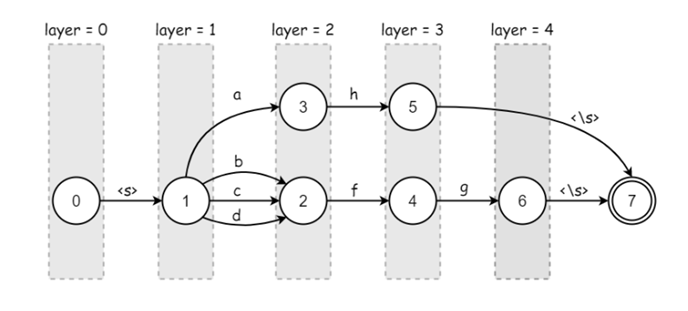 layer = 0 layer = 1 layer = 2 layer = 3 layer = 4
a 3 h 5 <\s>
b
0 <s> 1 c 2 f 4 g 6 <\s> 7
d